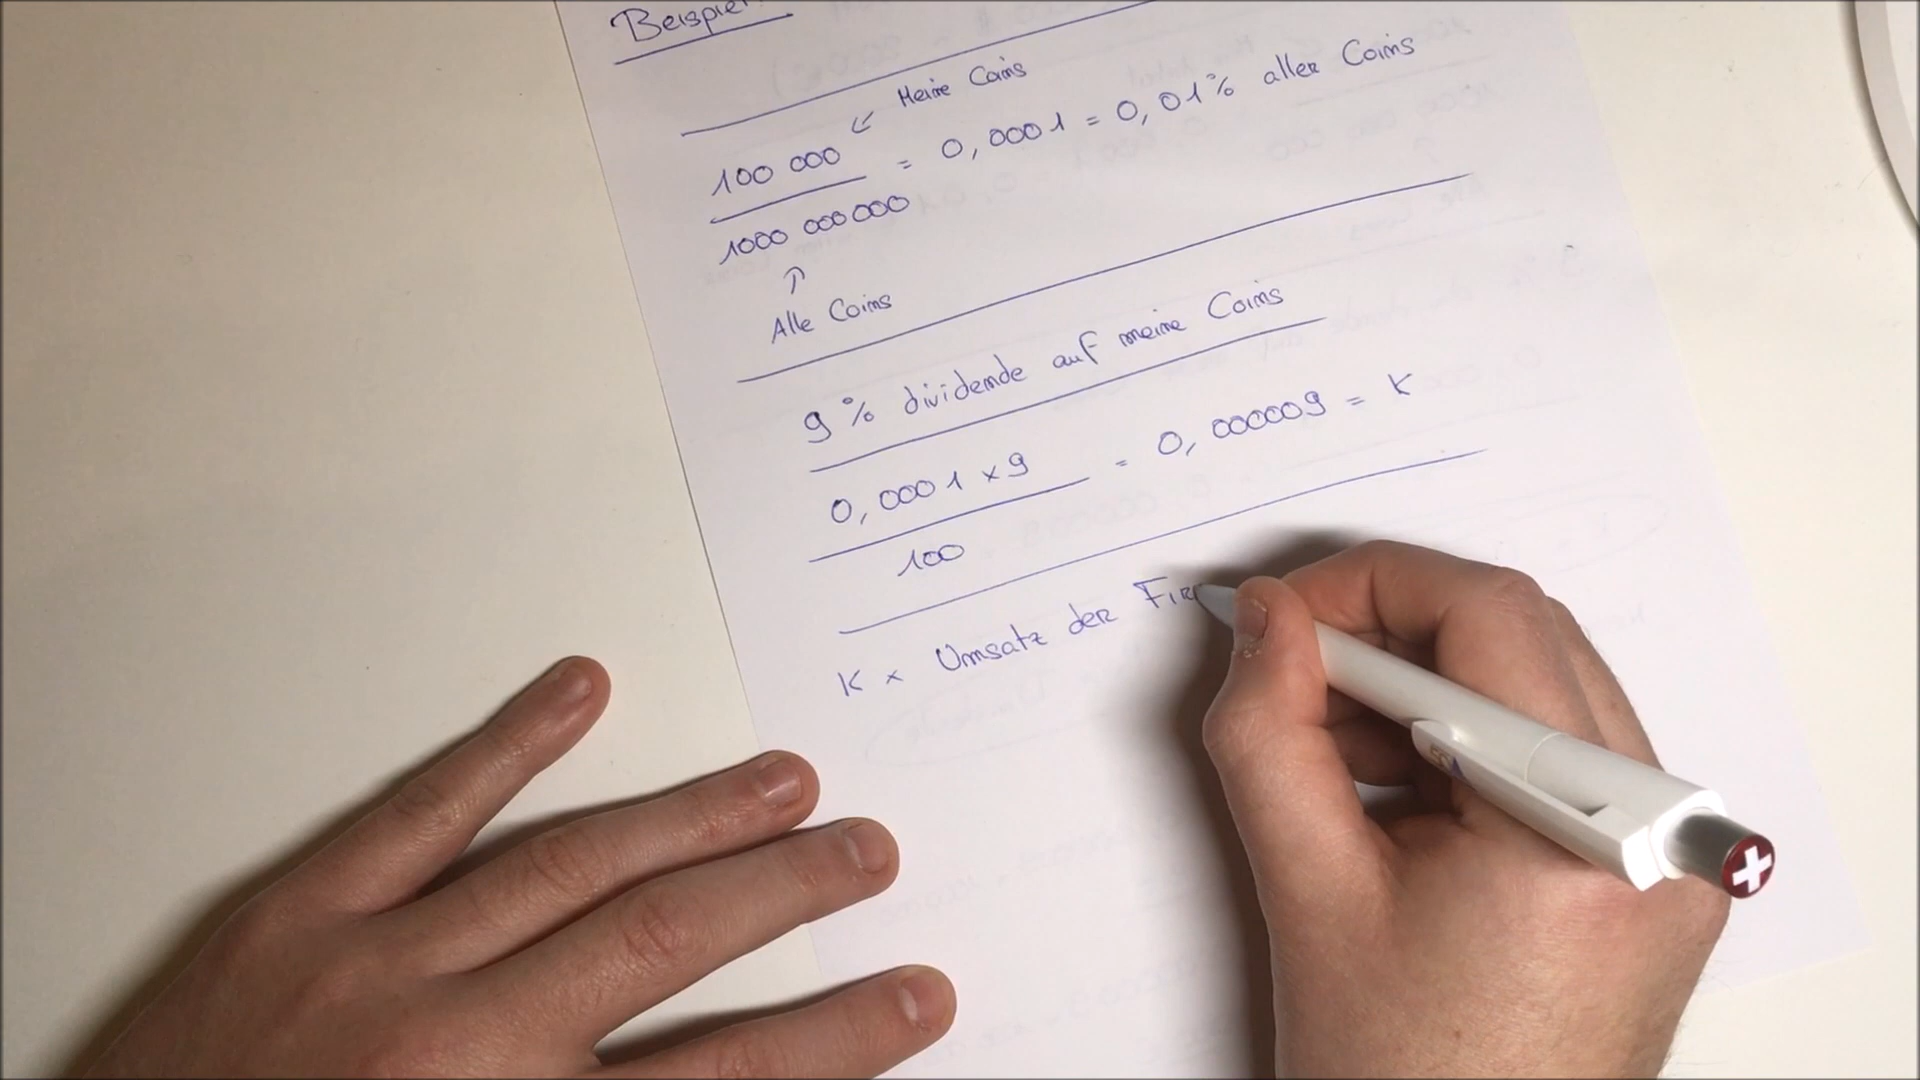 Beispiel
Meine Coins
↙
100 000 = 0,0001 = 0,01% aller Coins
1000 000 000
↑
Alle Coins
9 % dividende auf meine Coins
0,0001 x 9 = 0,000009 = K
100
K x Umsatz der Fir